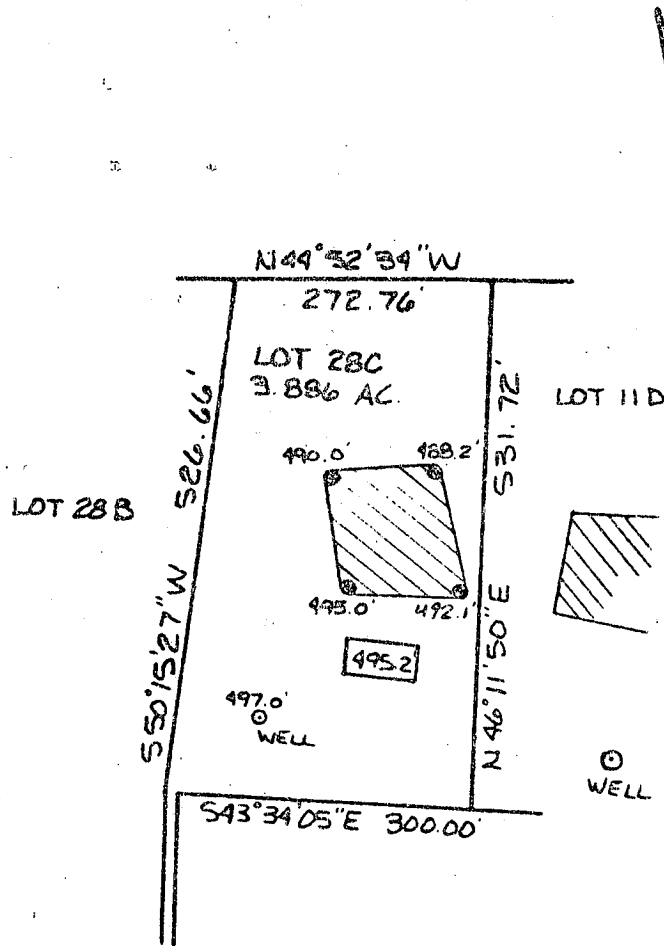 N44°52'34"W
272.76'
LOT 28C
3.886 AC.
LOT 11D
526.66'
531.72'
490.0'
488.2'
LOT 28B
495.0'
492.1'
495.2
S50°15'27"W
N46°11'50"E
497.0'
WELL
WELL
S43°34'05"E 300.00'